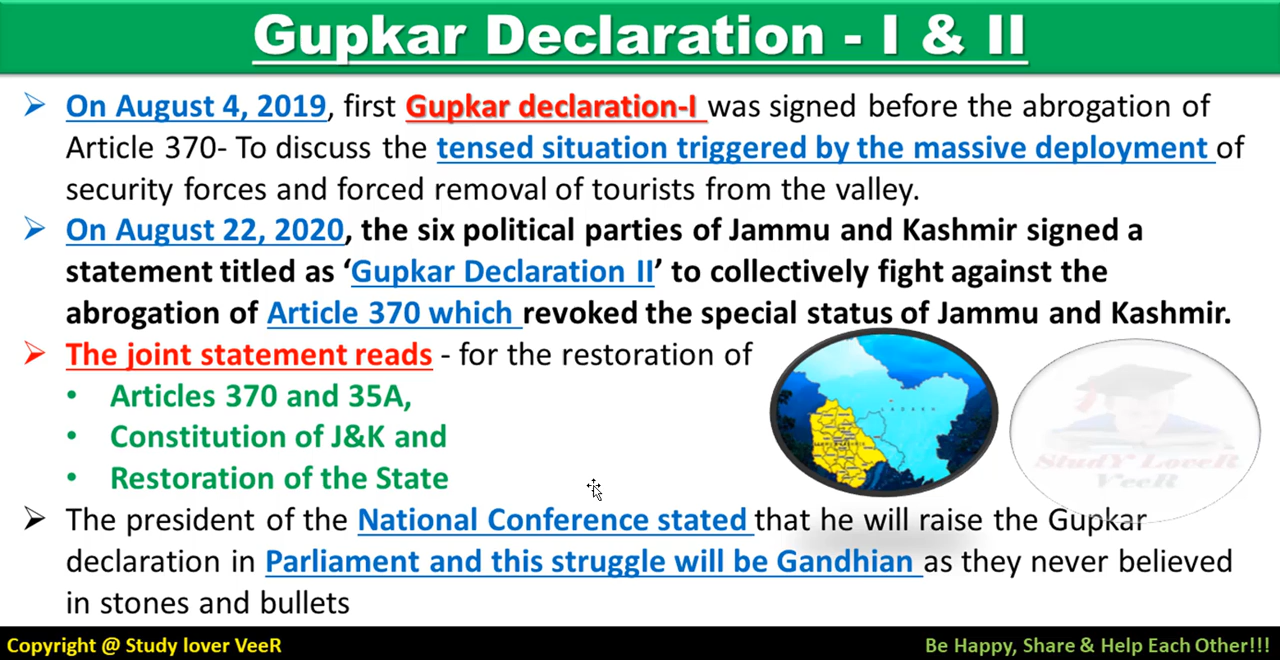 Gupkar Declaration - I & II
On August 4, 2019, first Gupkar declaration-I was signed before the abrogation of
Article 370- To discuss the tensed situation triggered by the massive deployment of
security forces and forced removal of tourists from the valley.
On August 22, 2020, the six political parties of Jammu and Kashmir signed a
statement titled as ‘Gupkar Declaration II’ to collectively fight against the
abrogation of Article 370 which revoked the special status of Jammu and Kashmir.
The joint statement reads - for the restoration of
• Articles 370 and 35A,
• Constitution of J&K and
• Restoration of the State
LADAKH
StudY LoveR
VeeR
The president of the National Conference stated that he will raise the Gupkar
declaration in Parliament and this struggle will be Gandhian as they never believed
in stones and bullets
Copyright @ Study lover VeeR
Be Happy, Share & Help Each Other!!!